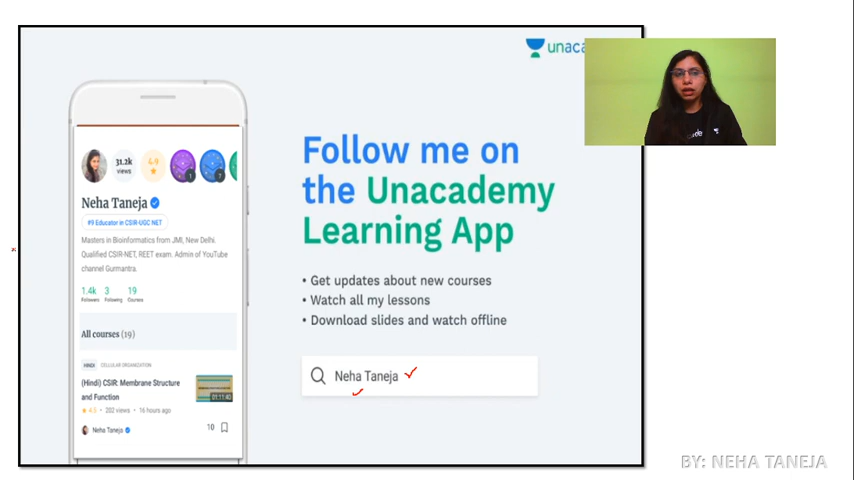 unaca
31.2k
views
4.9
Neha Taneja
#9 Educator in CSIR-UGC NET
Masters in Bioinformatics from JMI, New Delhi.
Qualified CSIR-NET, REET exam. Admin of YouTube
channel Gurmantra.
1.4k 3 19
Followers Following Courses
All courses (19)
HINDI CELLULAR ORGANIZATION
(Hindi) CSIR: Membrane Structure
and Function
01:11:40
4.5 • 202 views • 16 hours ago
Neha Taneja
10
Follow me on
the Unacademy
Learning App
• Get updates about new courses
• Watch all my lessons
• Download slides and watch offline
Neha Taneja
BY: NEHA TANEJA